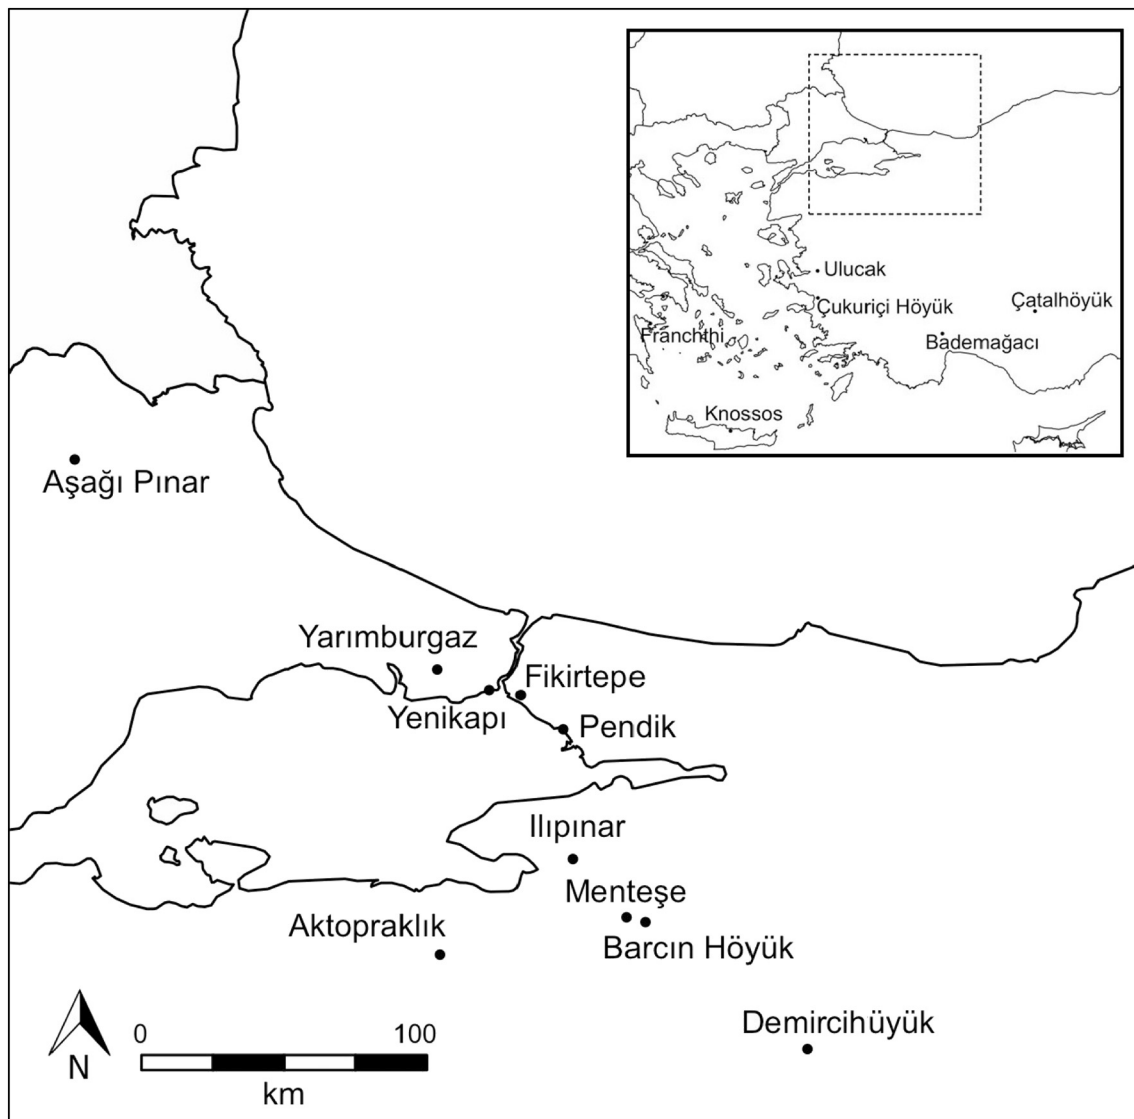 Ulucak
Çukuriçi Höyük
Çatalhöyük
Franchthi
Bademağacı
Knossos
Aşağı Pınar
Yarımburgaz
Fikirtepe
Yenikapı
Pendik
Ilıpınar
Menteşe
Aktopraklık
Barcın Höyük
Demircihüyük
N
0
100
km